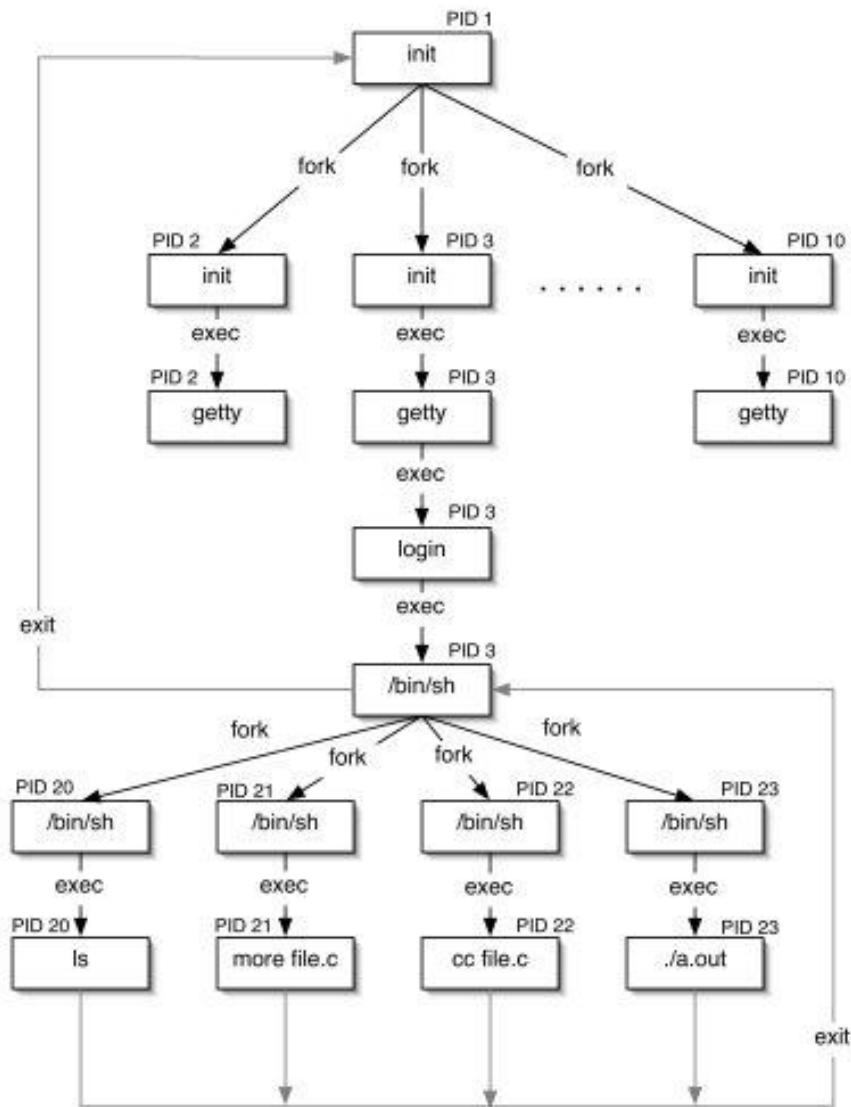 PID 1
init
fork fork fork
PID 2 PID 3 PID 10
init init init
. . . . . .
exec exec exec
PID 2 PID 3 PID 10
getty getty getty
exec
PID 3
login
exec
exit
PID 3
/bin/sh
fork fork fork fork
PID 20 PID 21 PID 22 PID 23
/bin/sh /bin/sh /bin/sh /bin/sh
exec exec exec exec
PID 20 PID 21 PID 22 PID 23
ls more file.c cc file.c ./a.out
exit